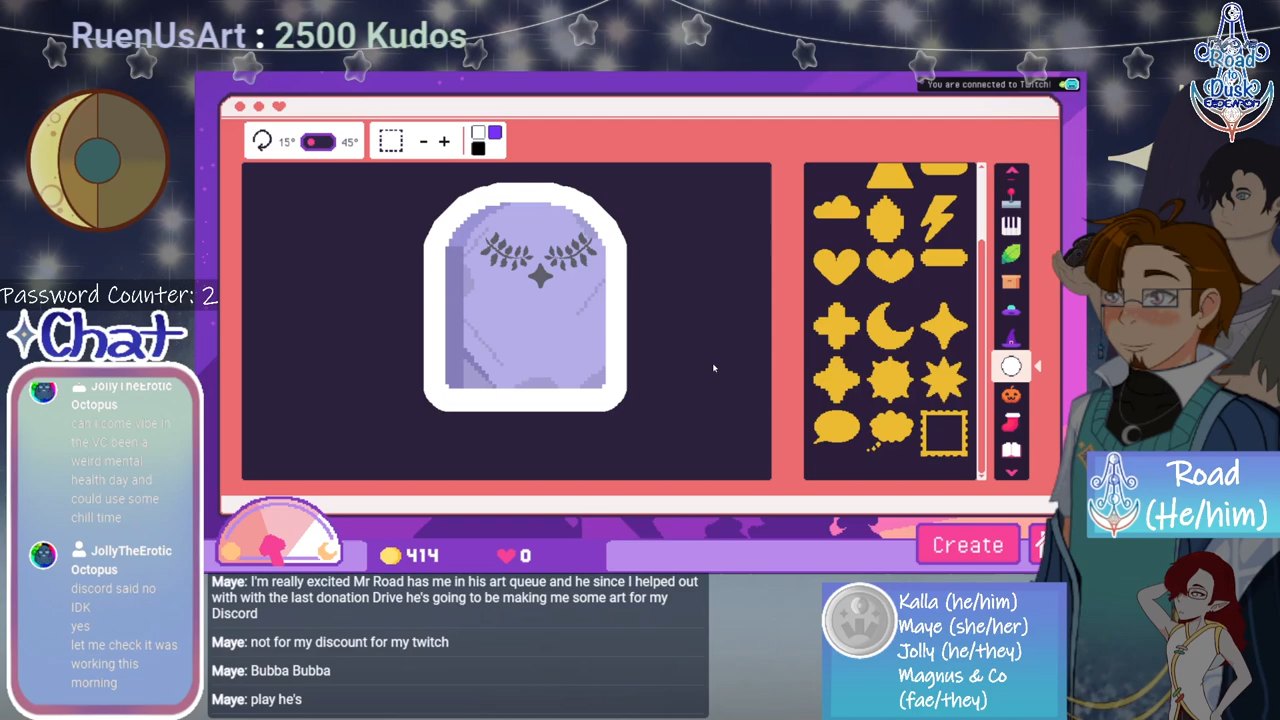 RuenUsArt : 2500 Kudos
Road
to
Dusk
You are connected to Twitch!
15°
45°
Password Counter: 2
Chat
JollyTheErotic
Octopus
can i come vibe in
the VC been a
weird mental
health day and
could use some
chill time
JollyTheErotic
Octopus
discord said no
IDK
yes
let me check it was
working this
morning
414
0
Create
Maye: I'm really excited Mr Road has me in his art queue and he since I helped out
with with the last donation Drive he's going to be making me some art for my
Discord
Maye: not for my discount for my twitch
Maye: Bubba Bubba
Maye: play he's
Road
(He/him)
Kalla (he/him)
Maye (she/her)
Jolly (he/they)
Magnus & Co
(fae/they)